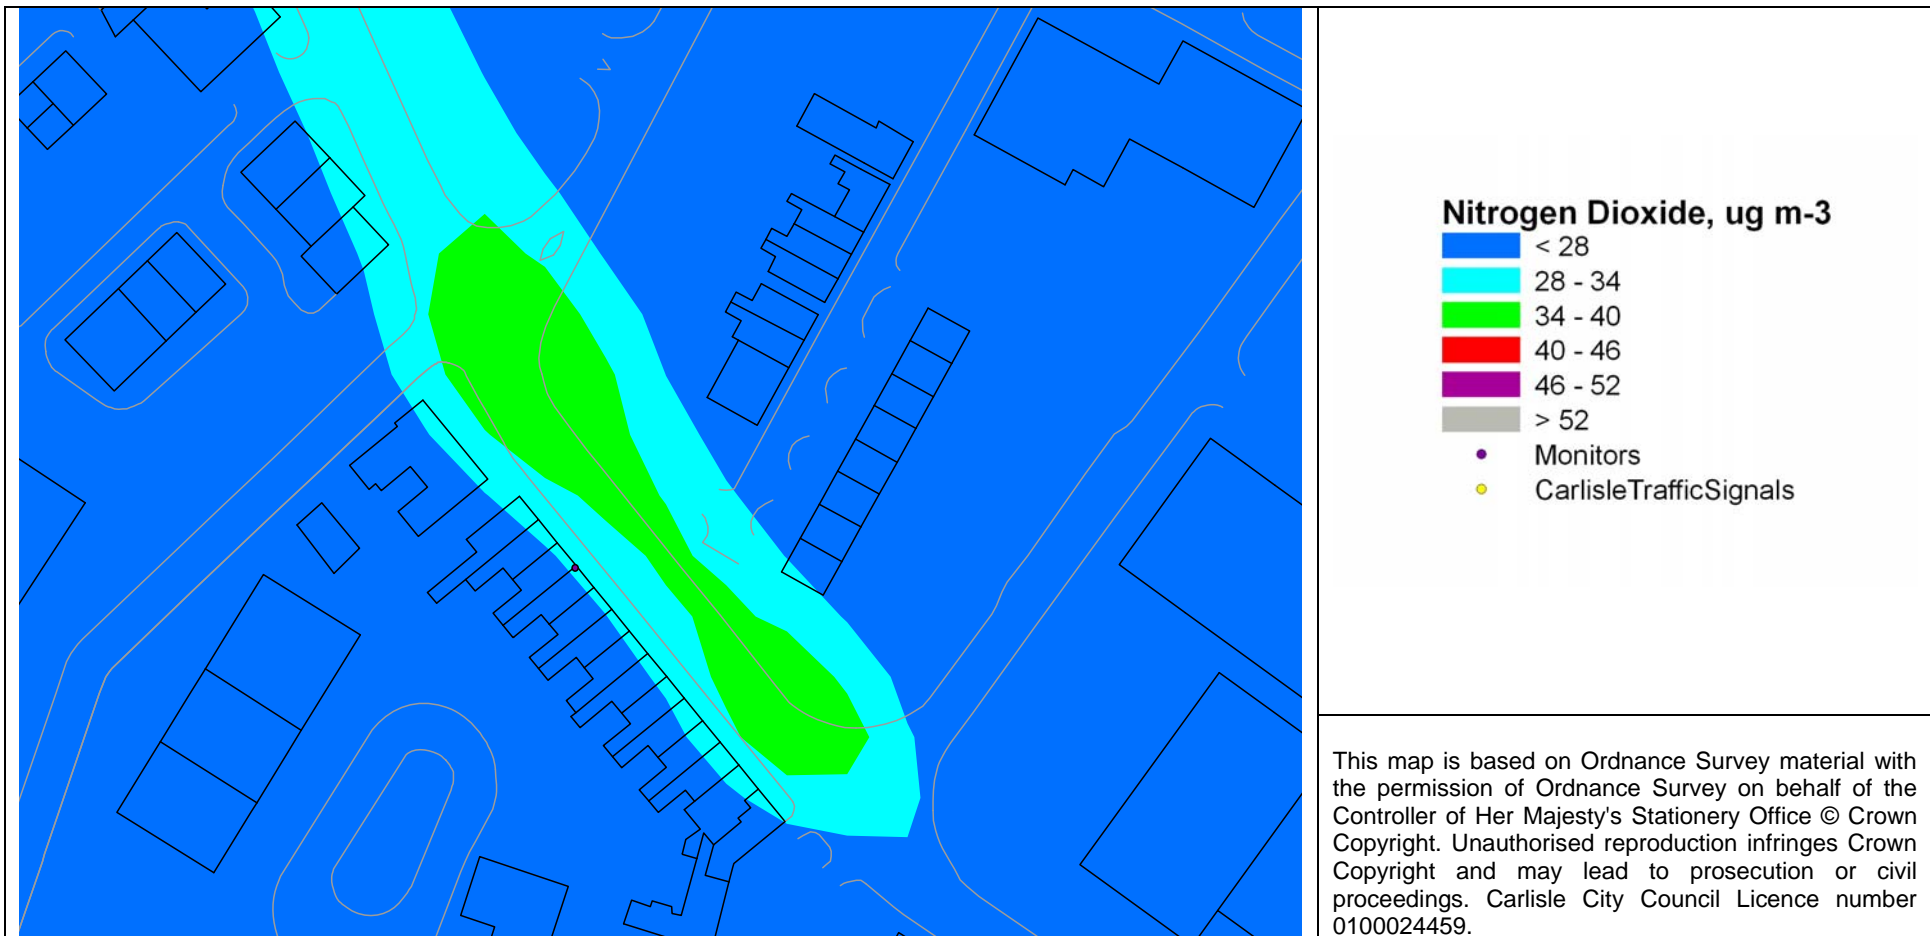 Nitrogen Dioxide, ug m-3
< 28
28 - 34
34 - 40
40 - 46
46 - 52
> 52
Monitors
CarlisleTrafficSignals
This map is based on Ordnance Survey material with
the permission of Ordnance Survey on behalf of the
Controller of Her Majesty's Stationery Office © Crown
Copyright. Unauthorised reproduction infringes Crown
Copyright and may lead to prosecution or civil
proceedings. Carlisle City Council Licence number
0100024459.